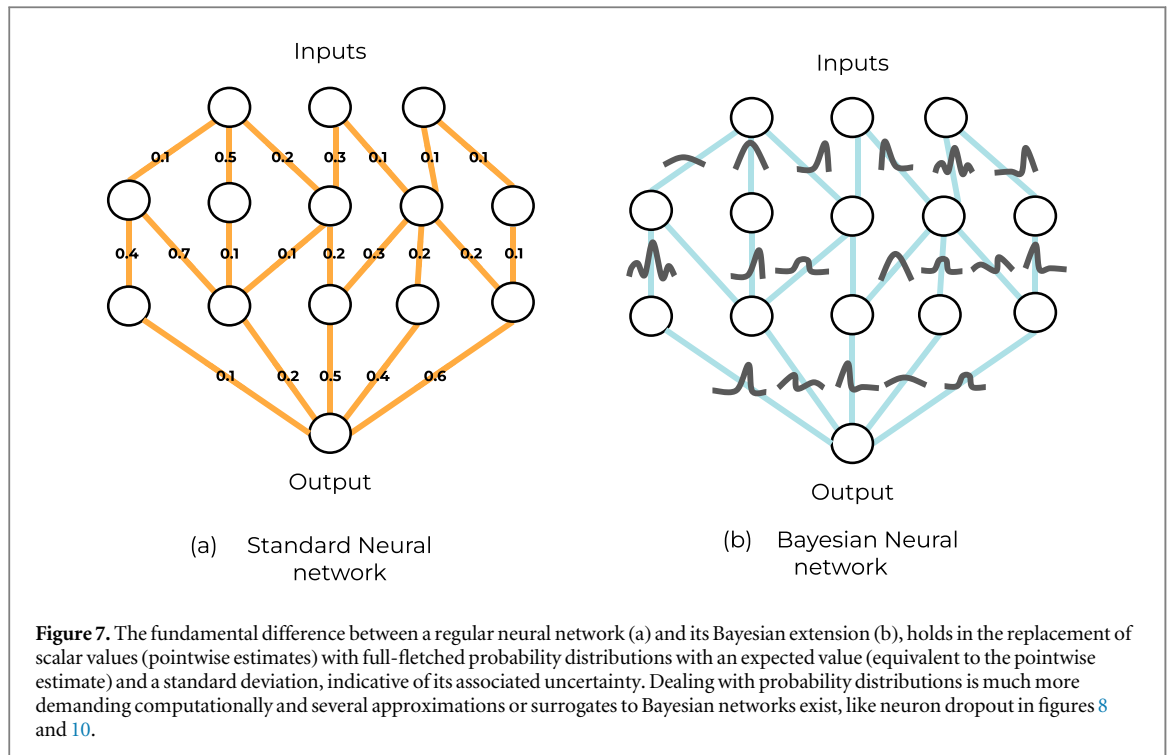 Inputs
0.1 0.5 0.2 0.3 0.1 0.1 0.1
0.4 0.7 0.1 0.1 0.2 0.3 0.2 0.2 0.1
0.1 0.2 0.5 0.4 0.6
Output
(a) Standard Neural
network
Inputs
Output
(b) Bayesian Neural
network
Figure 7. The fundamental difference between a regular neural network (a) and its Bayesian extension (b), holds in the replacement of
scalar values (pointwise estimates) with full-fletched probability distributions with an expected value (equivalent to the pointwise
estimate) and a standard deviation, indicative of its associated uncertainty. Dealing with probability distributions is much more
demanding computationally and several approximations or surrogates to Bayesian networks exist, like neuron dropout in figures 8
and 10.